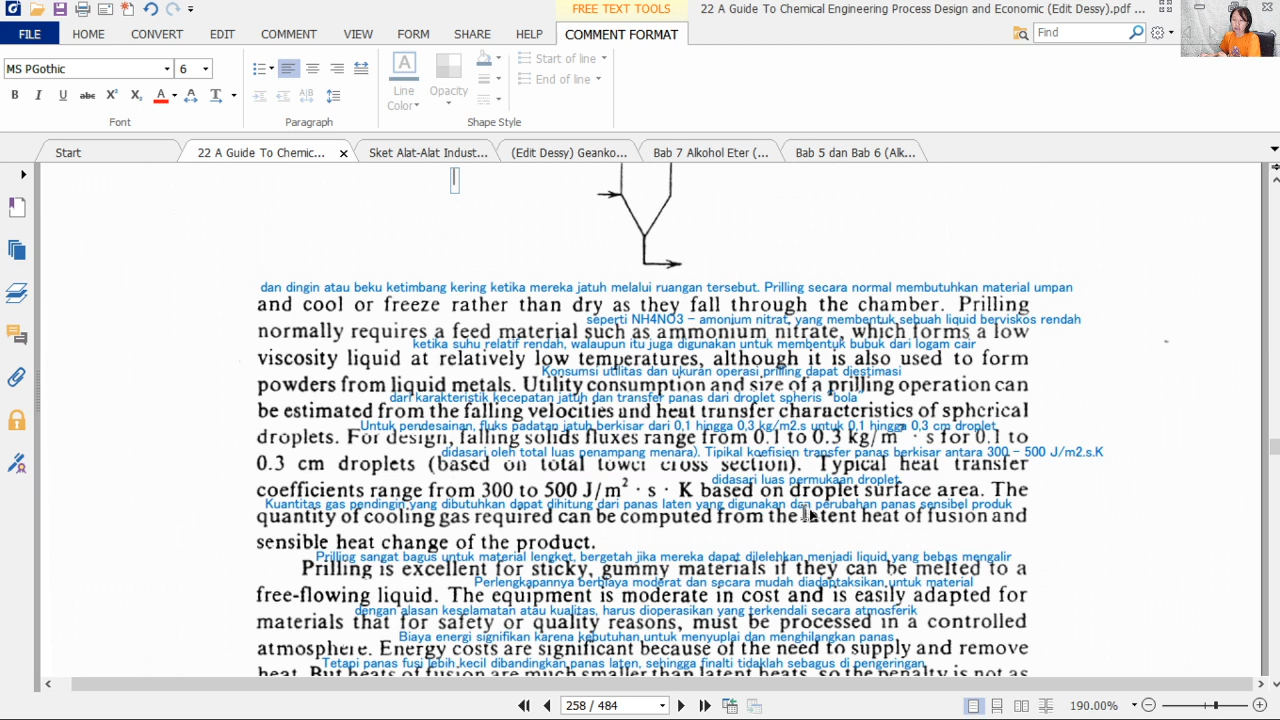 FREE TEXT TOOLS
22 A Guide To Chemical Engineering Process Design and Economic (Edit Dessy).pdf ...
FILE HOME CONVERT EDIT COMMENT VIEW FORM SHARE HELP COMMENT FORMAT
Find
MS PGothic 6
Start of line
End of line
B I U abc X² X₂ A A T
Line Color
Opacity
Font Paragraph Shape Style
Start
22 A Guide To Chemic...
Sket Alat-Alat Indust...
(Edit Dessy) Geanko...
Bab 7 Alkohol Eter (...
Bab 5 dan Bab 6 (Alk...
dan dingin atau beku ketimbang kering ketika mereka jatuh melalui ruangan tersebut. Prilling secara normal membutuhkan material umpan
and cool or freeze rather than dry as they fall through the chamber. Prilling
seperti NH4NO3 - amonium nitrat, yang membentuk sebuah liquid berviskos rendah
normally requires a feed material such as ammonium nitrate, which forms a low
ketika suhu relatif rendah, walaupun itu juga digunakan untuk membentuk bubuk dari logam cair
viscosity liquid at relatively low temperatures, although it is also used to form
Konsumsi utilitas dan ukuran operasi prilling dapat diestimasi
powders from liquid metals. Utility consumption and size of a prilling operation can
dari karakteristik kecepatan jatuh dan transfer panas dari droplet spheris "bola"
be estimated from the falling velocities and heat transfer characteristics of spherical
Untuk perdesainan, fluks padatan jatuh berkisar dari 0,1 hingga 0,3 kg/m2.s untuk 0,1 hingga 0,3 cm droplet
droplets. For design, falling solids fluxes range from 0.1 to 0.3 kg/m² · s for 0.1 to
didasari oleh total luas penampang menara). Tipikal koefisien transfer panas berkisar antara 300 - 500 J/m2.s.K
0.3 cm droplets (based on total tower cross section). Typical heat transfer
didasari luas permukaan droplet
coefficients range from 300 to 500 J/m² · s · K based on droplet surface area. The
Kuantitas gas pendingin yang dibutuhkan dapat dihitung dari panas laten yang digunakan dan perubahan panas sensibel produk
quantity of cooling gas required can be computed from the latent heat of fusion and
sensible heat change of the product.
Prilling sangat bagus untuk material lengket, bergetah jika mereka dapat dilelehkan menjadi liquid yang bebas mengalir
Prilling is excellent for sticky, gummy materials if they can be melted to a
Perlengkapannya berbiaya moderat dan secara mudah diadaptaksikan untuk material
free-flowing liquid. The equipment is moderate in cost and is easily adapted for
dengan alasan keselamatan atau kualitas, harus dioperasikan yang terkendali secara atmosferik
materials that for safety or quality reasons, must be processed in a controlled
Biaya energi signifikan karena kebutuhan untuk menyuplai dan menghilangkan panas
atmosphere. Energy costs are significant because of the need to supply and remove
Tetapi panas fusi lebih kecil dibandingkan panas laten, sehingga finalti tidaklah sebagus di pengeringan
heat. But heats of fusion are much smaller than latent heats, so the penalty is not as
258 / 484
190.00%